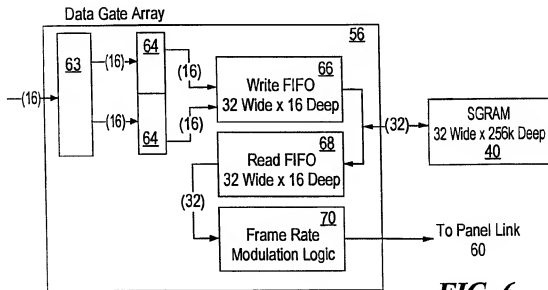 Data Gate Array
56
63
64
64
(16)
(16)
(16)
(16)
(16)
66
Write FIFO
32 Wide x 16 Deep
(32)
SGRAM
32 Wide x 256k Deep
40
68
Read FIFO
32 Wide x 16 Deep
(32)
70
Frame Rate
Modulation Logic
To Panel Link
60
FIG. 6